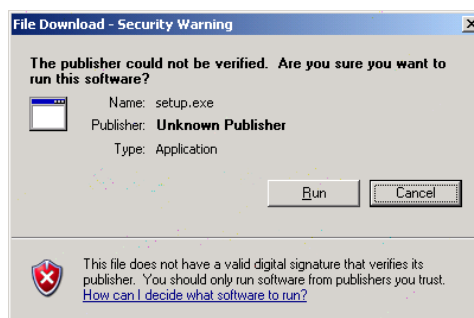 File Download - Security Warning
The publisher could not be verified.  Are you sure you want to
run this software?
Name: setup.exe
Publisher: Unknown Publisher
Type: Application
Run
Cancel
This file does not have a valid digital signature that verifies its
publisher. You should only run software from publishers you trust.
How can I decide what software to run?